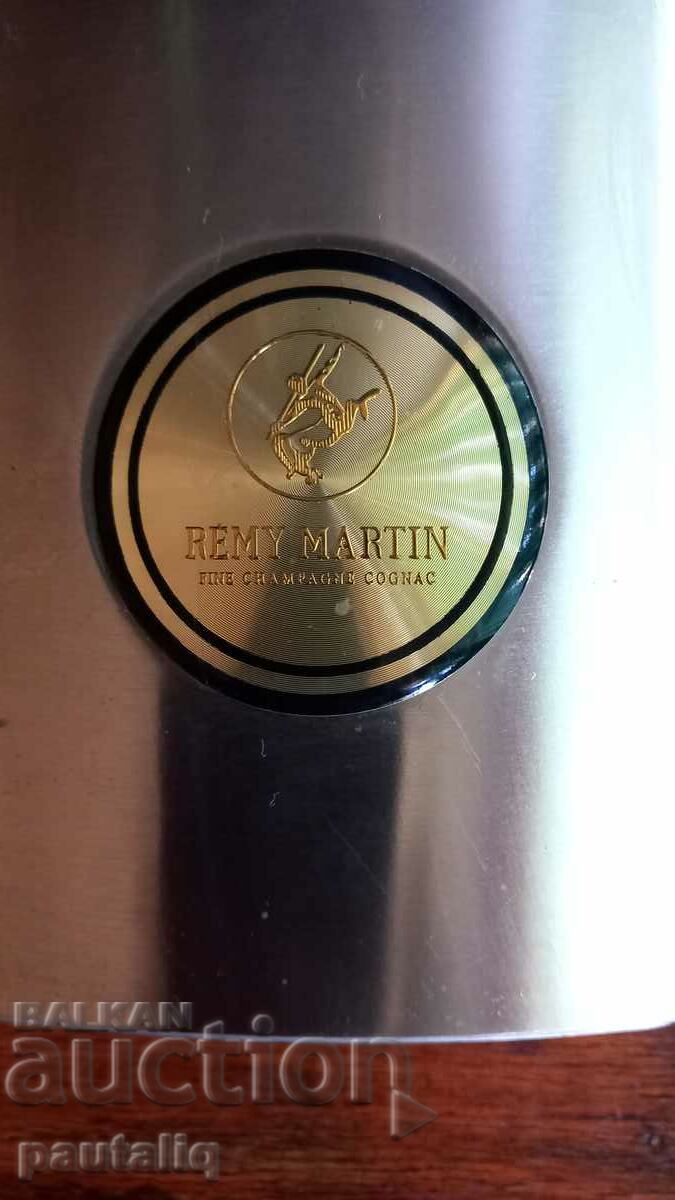 RÉMY MARTIN
FINE CHAMPAGNE COGNAC
BALKAN
auction
pautaliq